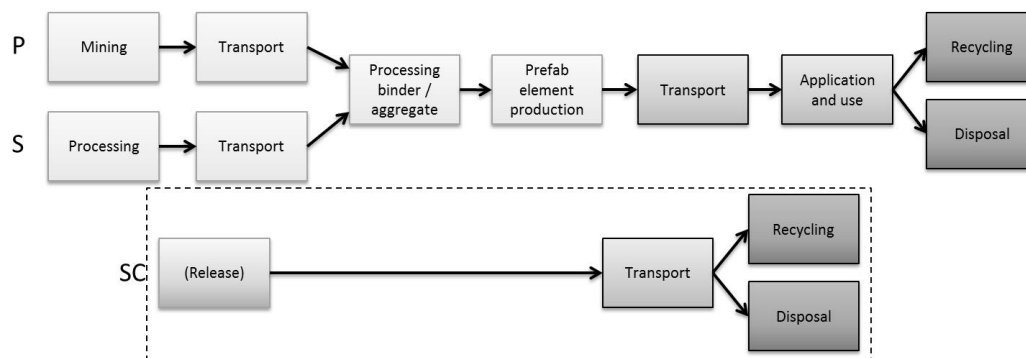 P
Mining
Transport
Processing
binder /
aggregate
Prefab
element
production
Transport
Application
and use
Recycling
Disposal
S
Processing
Transport
SC
(Release)
Transport
Recycling
Disposal